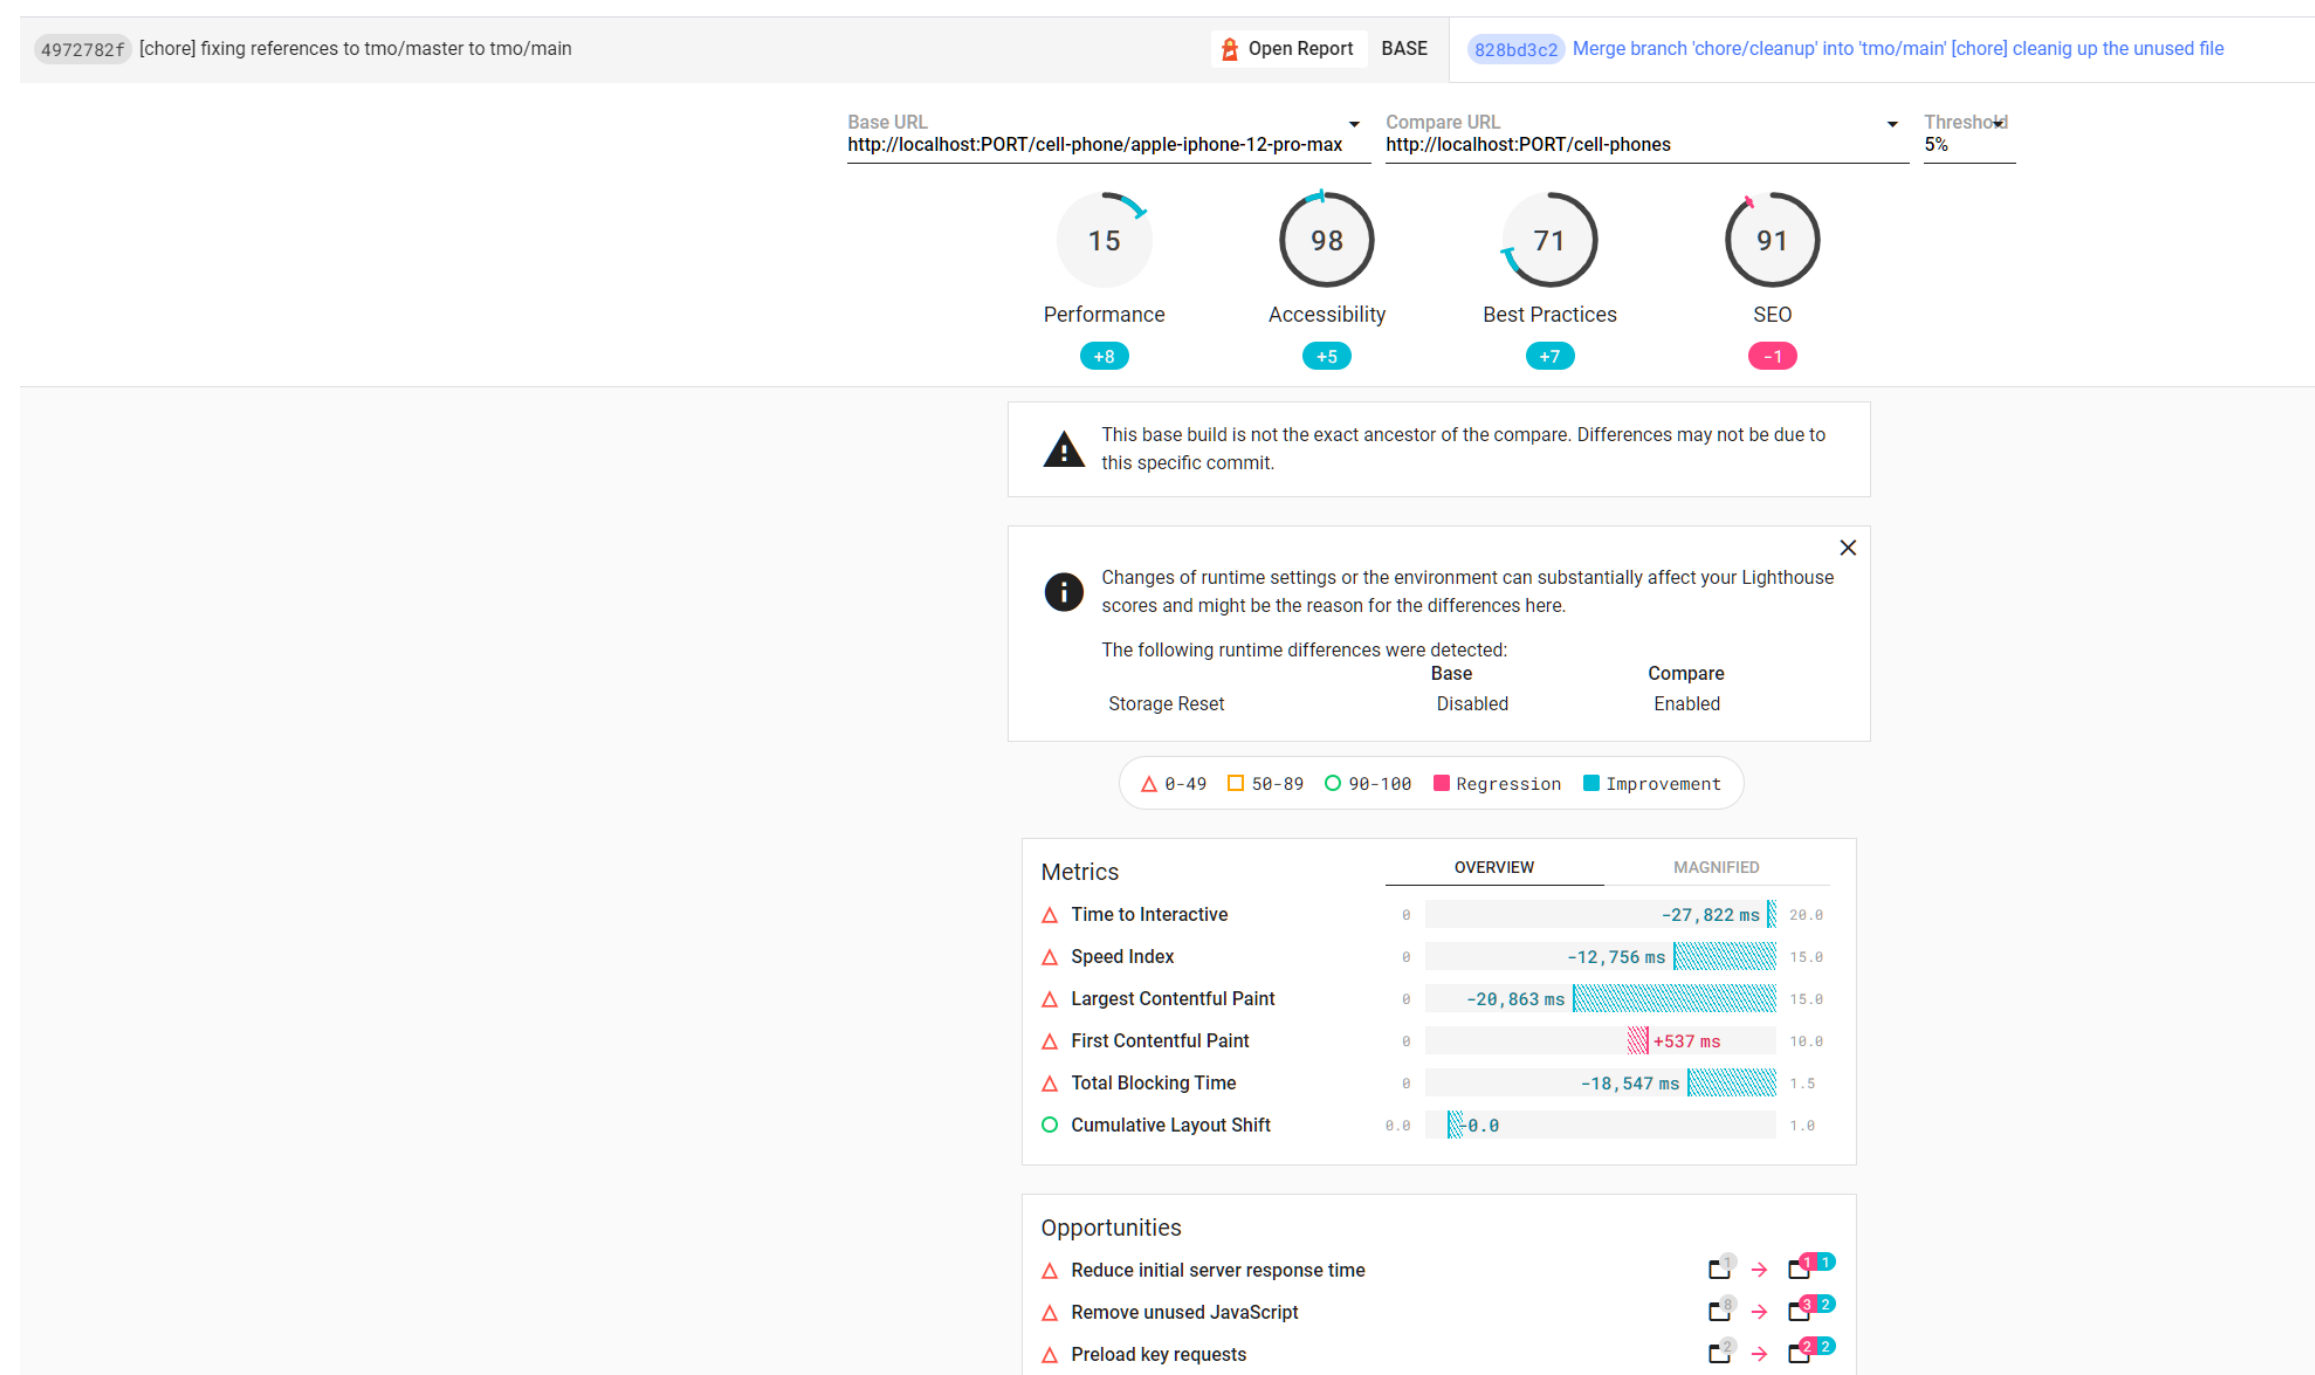 4972782f [chore] fixing references to tmo/master to tmo/main Open Report BASE 828bd3c2 Merge branch 'chore/cleanup' into 'tmo/main' [chore] cleanig up the unused file
Base URL Compare URL Threshold
http://localhost:PORT/cell-phone/apple-iphone-12-pro-max http://localhost:PORT/cell-phones 5%
15 98 71 91
Performance Accessibility Best Practices SEO
+8 +5 +7 -1
This base build is not the exact ancestor of the compare. Differences may not be due to
this specific commit.
Changes of runtime settings or the environment can substantially affect your Lighthouse
scores and might be the reason for the differences here.
The following runtime differences were detected:
Base Compare
Storage Reset Disabled Enabled
0-49 50-89 90-100 Regression Improvement
Metrics OVERVIEW MAGNIFIED
Time to Interactive 0 -27,822 ms 20.0
Speed Index 0 -12,756 ms 15.0
Largest Contentful Paint 0 -20,863 ms 15.0
First Contentful Paint 0 +537 ms 10.0
Total Blocking Time 0 -18,547 ms 1.5
Cumulative Layout Shift 0.0 -0.0 1.0
Opportunities
Reduce initial server response time 1 1 1
Remove unused JavaScript 8 3 2
Preload key requests 2 2 2